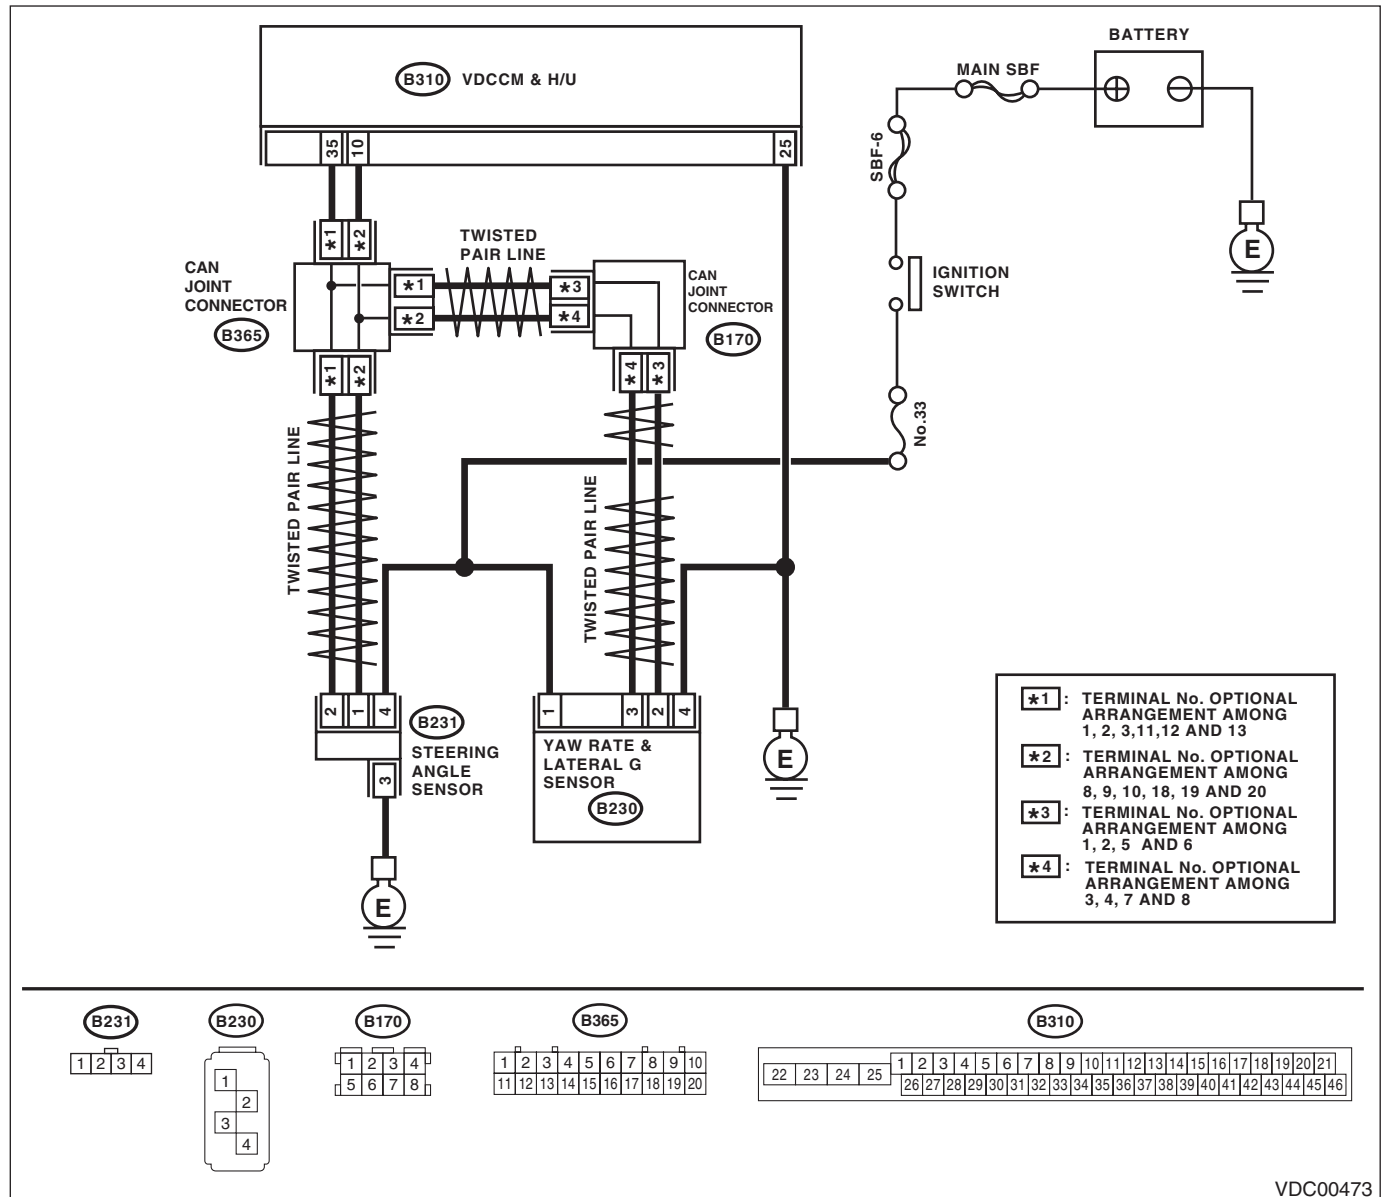 BATTERY
MAIN SBF
B310 VDCCM & H/U
35 10 25
SBF-6
E
*1 *2
TWISTED
PAIR LINE
CAN
JOINT
CONNECTOR
B365
*1
*2
*3
*4
CAN
JOINT
CONNECTOR
B170
IGNITION
SWITCH
*1 *2
*4 *3
No.33
TWISTED PAIR LINE
TWISTED PAIR LINE
2 1 4
B231
STEERING
ANGLE
SENSOR
3
E
1 3 2 4
YAW RATE &
LATERAL G
SENSOR
B230
E
*1 : TERMINAL No. OPTIONAL
ARRANGEMENT AMONG
1, 2, 3,11,12 AND 13
*2 : TERMINAL No. OPTIONAL
ARRANGEMENT AMONG
8, 9, 10, 18, 19 AND 20
*3 : TERMINAL No. OPTIONAL
ARRANGEMENT AMONG
1, 2, 5 AND 6
*4 : TERMINAL No. OPTIONAL
ARRANGEMENT AMONG
3, 4, 7 AND 8
B231
1 2 3 4
B230
1
2
3
4
B170
1 2 3 4
5 6 7 8
B365
1 2 3 4 5 6 7 8 9 10
11 12 13 14 15 16 17 18 19 20
B310
22 23 24 25
1 2 3 4 5 6 7 8 9 10 11 12 13 14 15 16 17 18 19 20 21
26 27 28 29 30 31 32 33 34 35 36 37 38 39 40 41 42 43 44 45 46
VDC00473